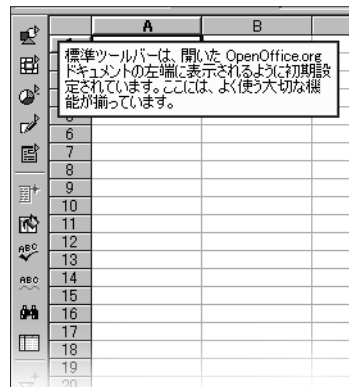 A B
標準ツールバーは、開いた OpenOffice.org
ドキュメントの左端に表示されるように初期設
定されています。ここには、よく使う大切な機
能が揃っています。
6
7
8
9
10
11
ABC
12
13
ABC
14
15
16
17
18
19
20